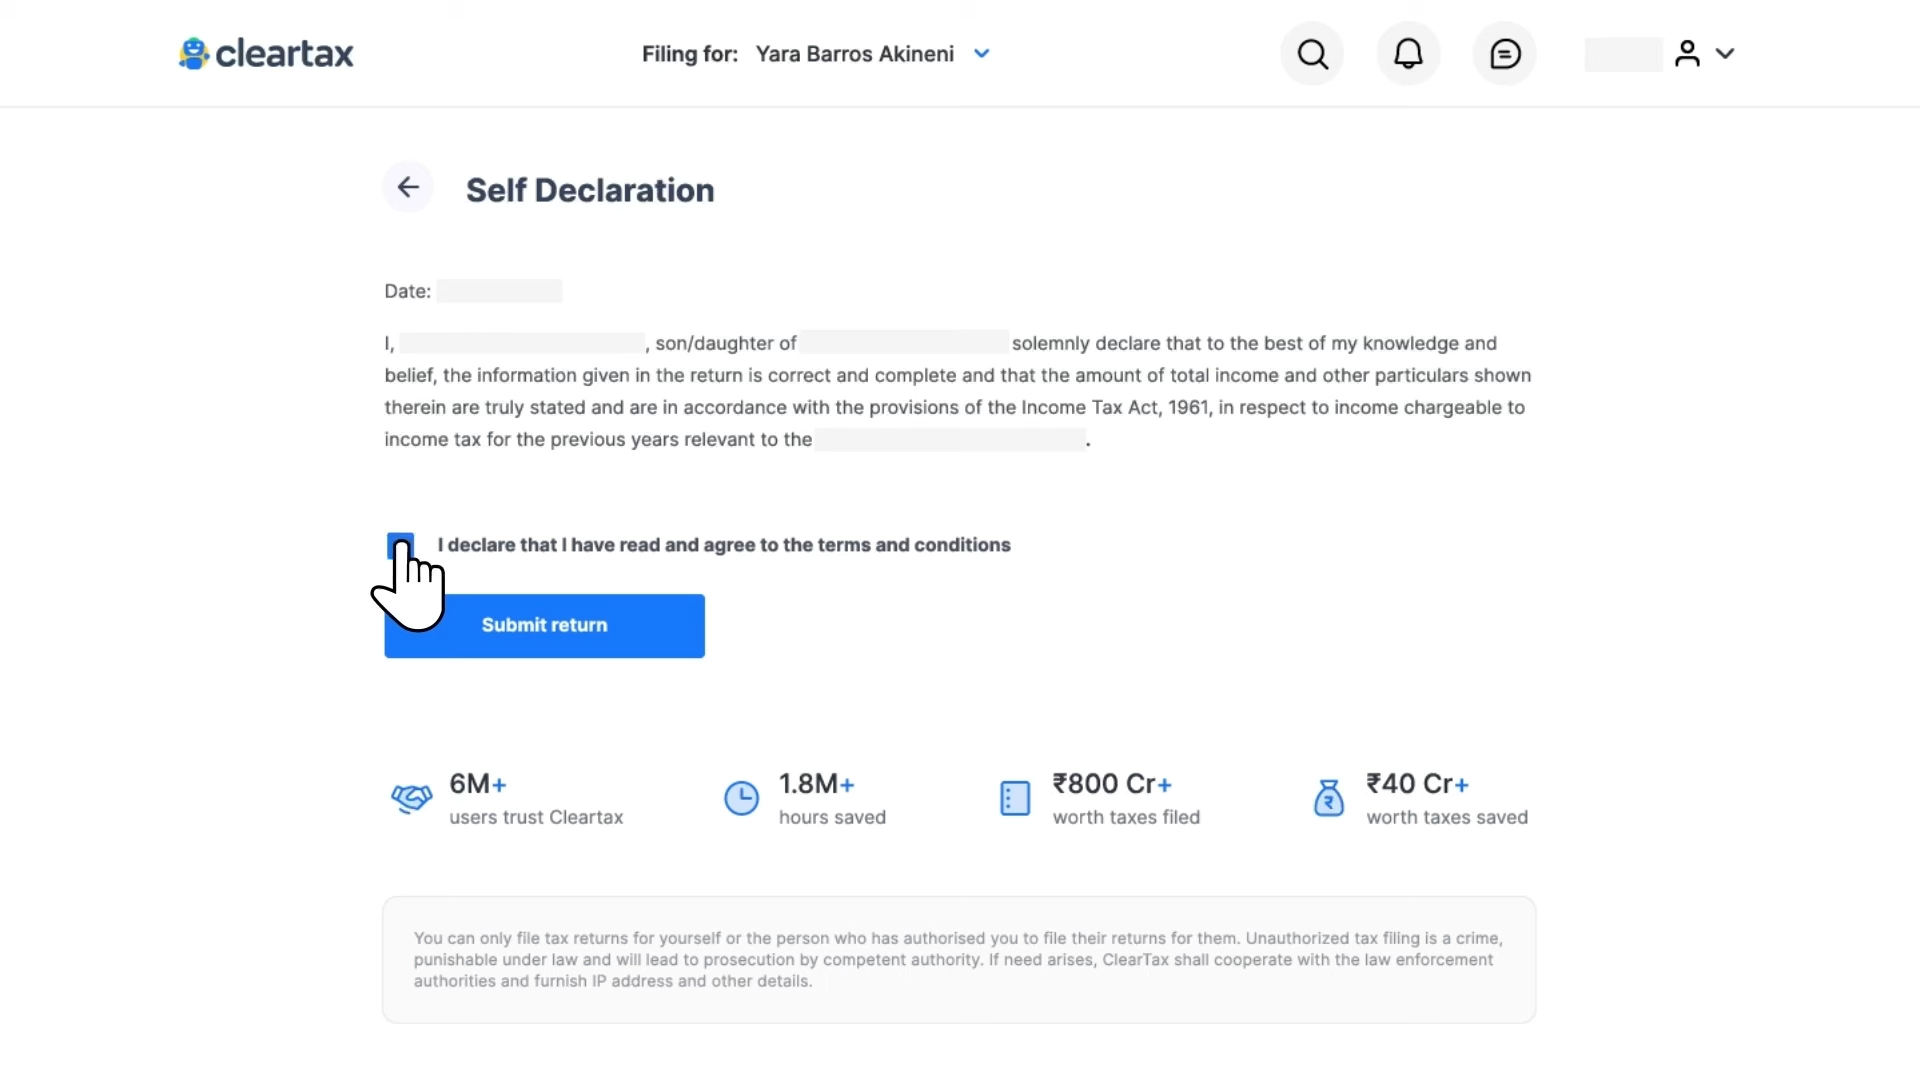 cleartax
Filing for: Yara Barros Akineni
Self Declaration
Date:
I, , son/daughter of solemnly declare that to the best of my knowledge and
belief, the information given in the return is correct and complete and that the amount of total income and other particulars shown
therein are truly stated and are in accordance with the provisions of the Income Tax Act, 1961, in respect to income chargeable to
income tax for the previous years relevant to the .
I declare that I have read and agree to the terms and conditions
Submit return
6M+
users trust Cleartax
1.8M+
hours saved
₹800 Cr+
worth taxes filed
₹40 Cr+
worth taxes saved
You can only file tax returns for yourself or the person who has authorised you to file their returns for them. Unauthorized tax filing is a crime,
punishable under law and will lead to prosecution by competent authority. If need arises, ClearTax shall cooperate with the law enforcement
authorities and furnish IP address and other details.